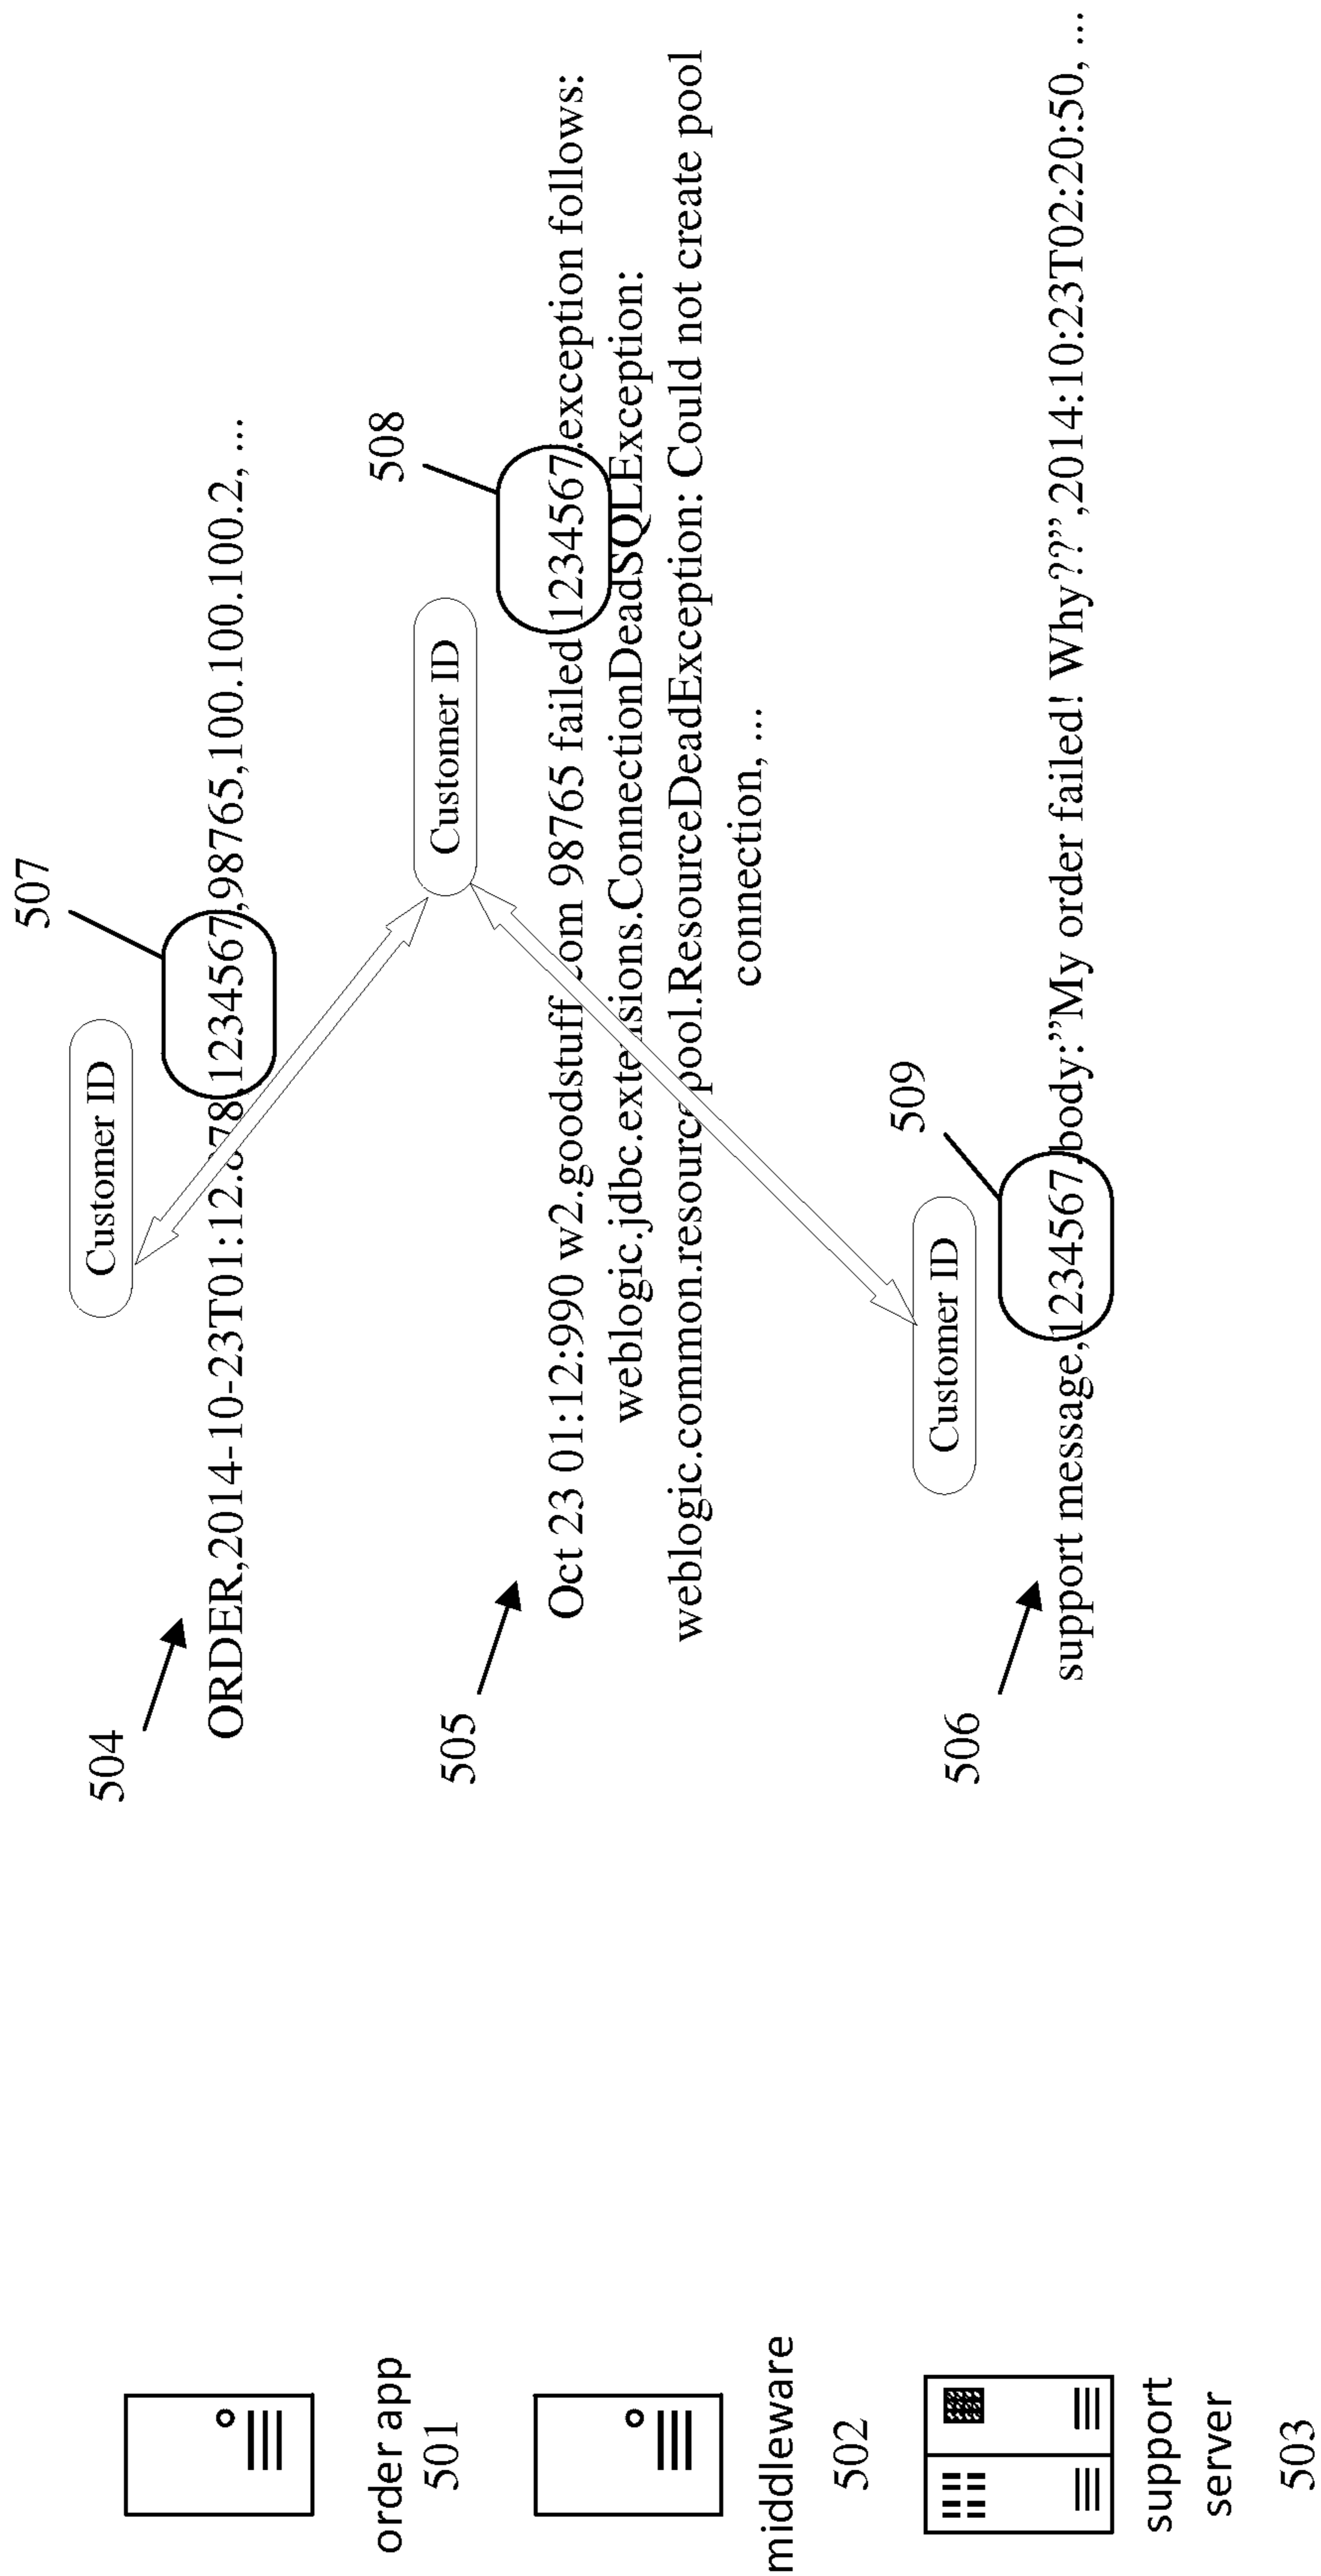 order app
501
middleware
502
support
server
503
504
Customer ID
507
ORDER,2014-10-23T01:12.878,1234567,98765,100.100.100.2, ...
505
Customer ID
508
Oct 23 01:12:990 w2.goodstuff.com 98765 failed 1234567.exception follows:
weblogic.jdbc.extensions.ConnectionDeadSQLException:
weblogic.common.resourcepool.ResourceDeadException: Could not create pool
connection, ...
506
Customer ID
509
support message,1234567,body:”My order failed! Why??”,2014:10:23T02:20:50, ...